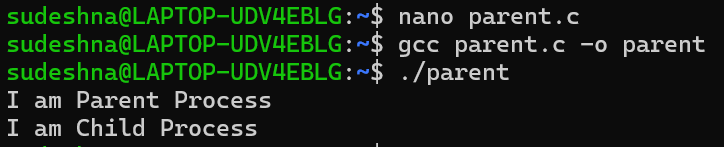 sudeshna@LAPTOP-UDV4EBLG:~$ nano parent.c
sudeshna@LAPTOP-UDV4EBLG:~$ gcc parent.c -o parent
sudeshna@LAPTOP-UDV4EBLG:~$ ./parent
I am Parent Process
I am Child Process